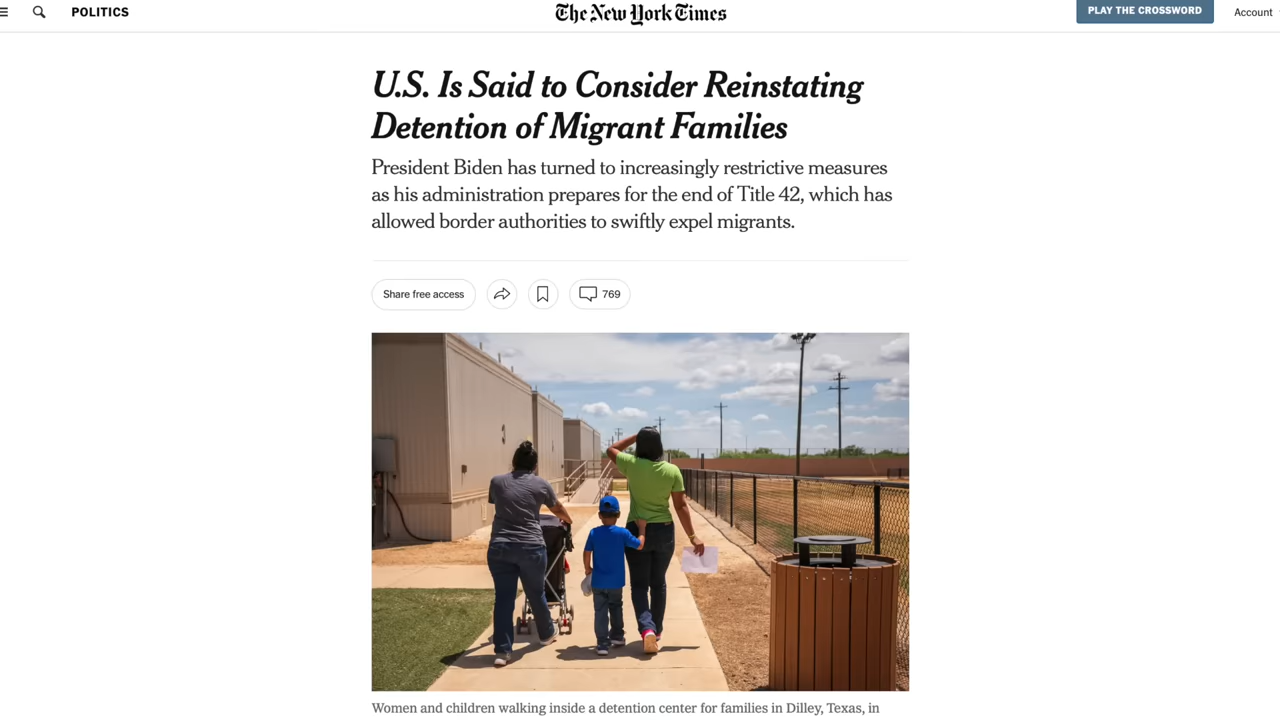 POLITICS
The New York Times
PLAY THE CROSSWORD
Account
U.S. Is Said to Consider Reinstating
Detention of Migrant Families
President Biden has turned to increasingly restrictive measures
as his administration prepares for the end of Title 42, which has
allowed border authorities to swiftly expel migrants.
Share free access
769
3
Women and children walking inside a detention center for families in Dilley, Texas, in